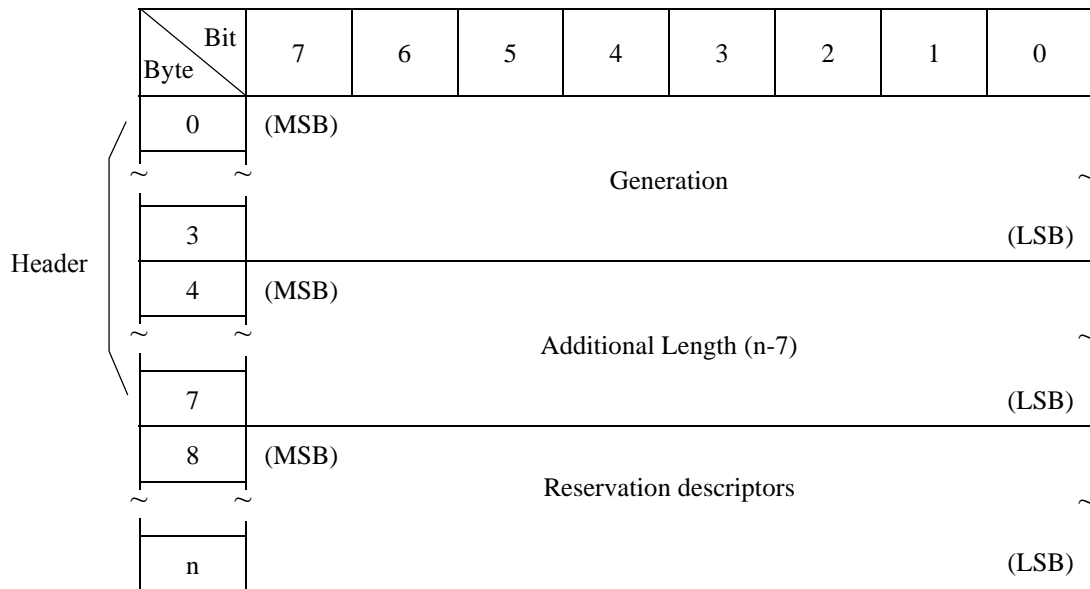 Bit
Byte 7 6 5 4 3 2 1 0
0 (MSB)
~ ~ Generation ~
3 (LSB)
Header
4 (MSB)
~ ~ Additional Length (n-7) ~
7 (LSB)
8 (MSB)
~ ~ Reservation descriptors ~
n (LSB)